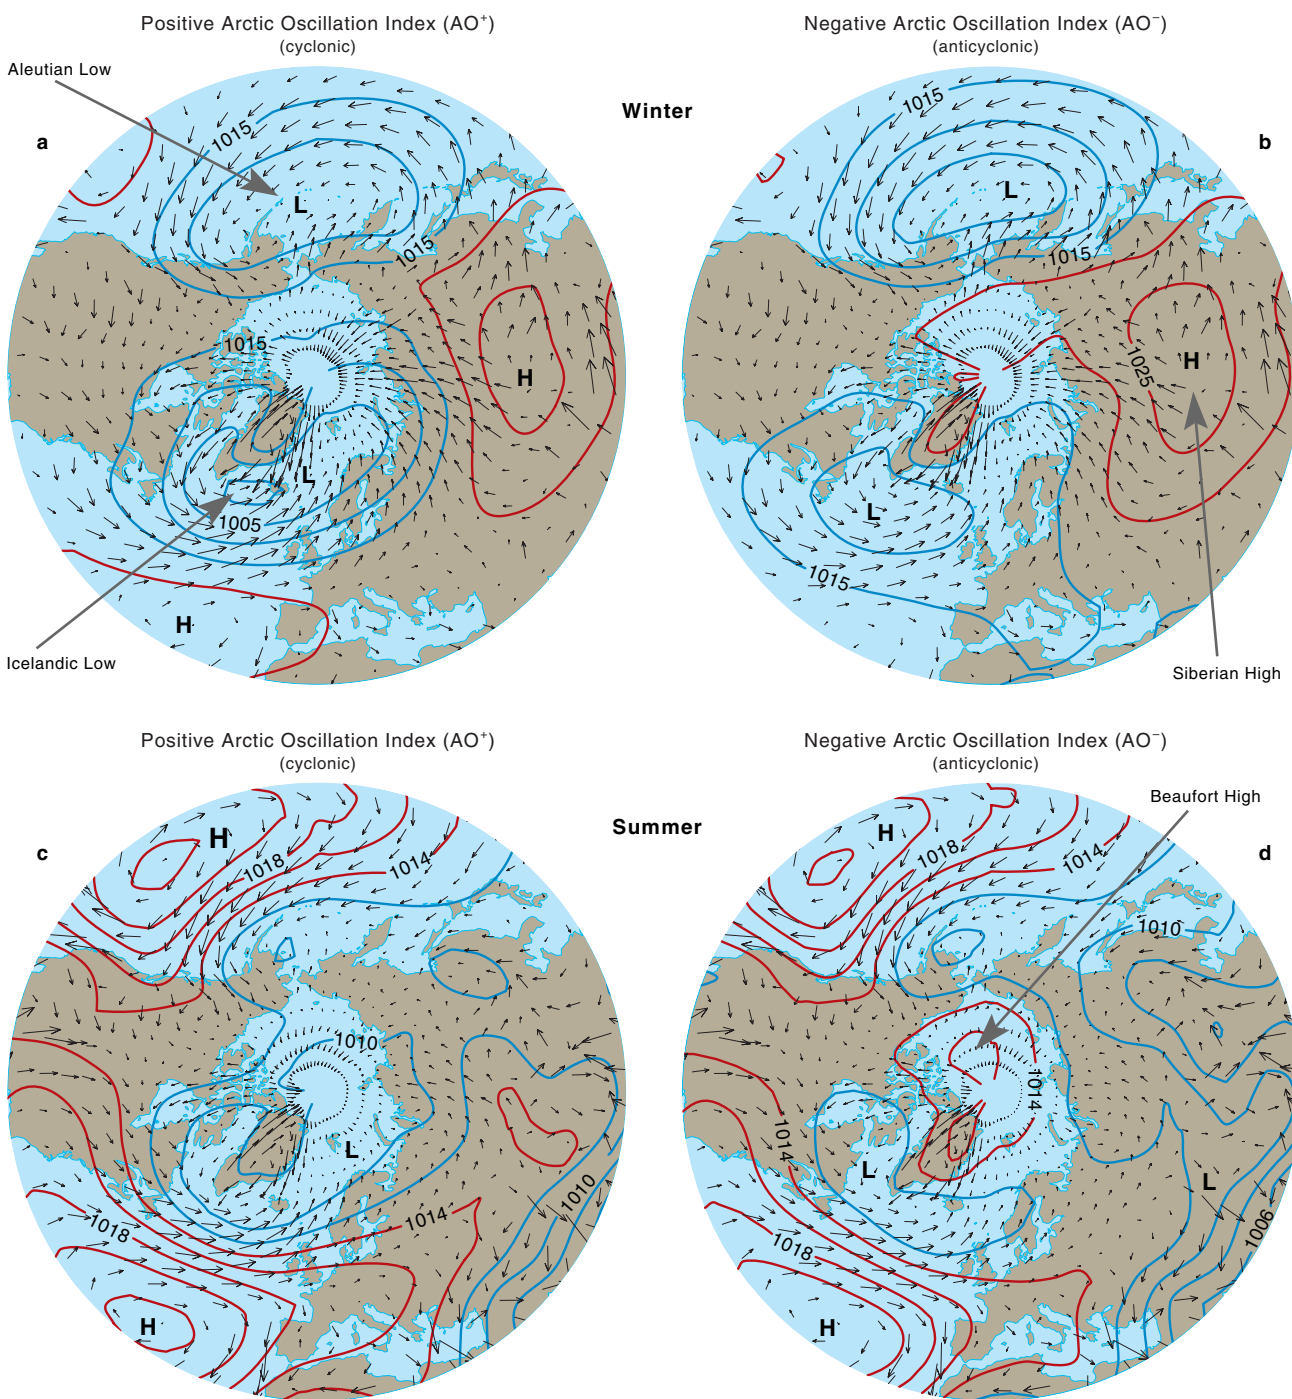 Positive Arctic Oscillation Index (AO⁺)
(cyclonic)
Negative Arctic Oscillation Index (AO⁻)
(anticyclonic)
Aleutian Low
Winter
a
b
1015
L
1015
1015
H
L
1005
H
Icelandic Low
1015
L
1015
H
1025
L
1015
Siberian High
Positive Arctic Oscillation Index (AO⁺)
(cyclonic)
Negative Arctic Oscillation Index (AO⁻)
(anticyclonic)
Beaufort High
Summer
c
d
H
1018
1014
1010
L
1010
1014
1018
H
H
1018
1014
1010
1014
1014
L
L
1006
1018
H